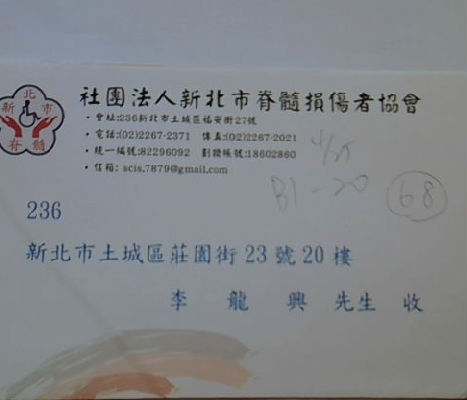 新北市脊髓
社團法人新北市脊髓損傷者協會
・會址:236新北市土城區福安街27號
・電話:(02)2267-2371 傳真:(02)2267-2021
・統一編號:82296092 劃撥帳號:18602860
・信箱: scis.7879@gmail.com
4/25
B1-20
68
236
新北市土城區莊園街23號20樓
李龍興 先生 收